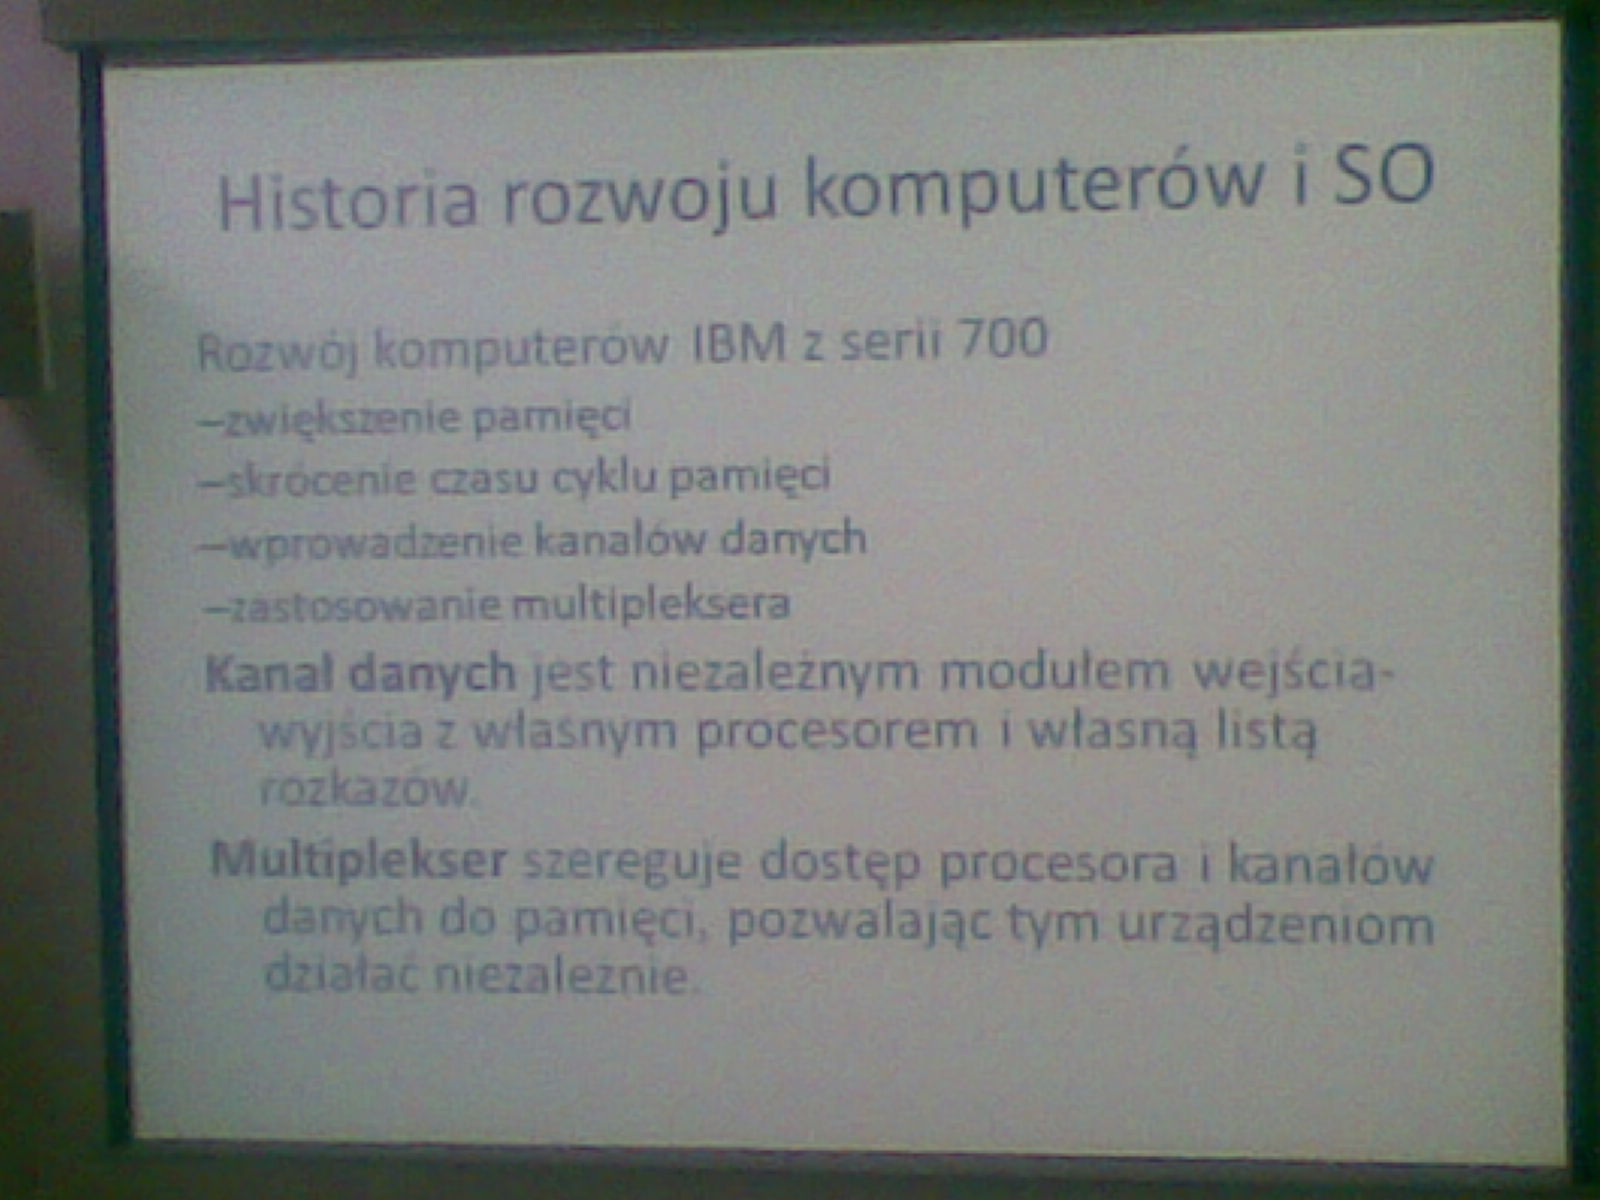 Historia rozwoju komputerów i SO
Rozwój komputerów IBM z serii 700
–zwiększenie pamięci
–skrócenie czasu cyklu pamięci
–wprowadzenie kanałów danych
–zastosowanie multipleksera
Kanał danych jest niezależnym modułem wejścia-
wyjścia z własnym procesorem i własną listą
rozkazów.
Multiplekser szereguje dostęp procesora i kanałów
danych do pamięci, pozwalając tym urządzeniom
działać niezależnie.